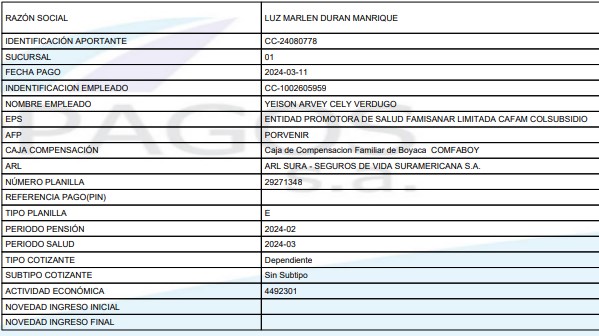 RAZÓN SOCIAL LUZ MARLEN DURAN MANRIQUE
IDENTIFICACIÓN APORTANTE CC-24080778
SUCURSAL 01
FECHA PAGO 2024-03-11
INDENTIFICACION EMPLEADO CC-1002605959
NOMBRE EMPLEADO YEISON ARVEY CELY VERDUGO
EPS ENTIDAD PROMOTORA DE SALUD FAMISANAR LIMITADA CAFAM COLSUBSIDIO
AFP PORVENIR
CAJA COMPENSACIÓN Caja de Compensacion Familiar de Boyaca COMFABOY
ARL ARL SURA - SEGUROS DE VIDA SURAMERICANA S.A.
NÚMERO PLANILLA 29271348
REFERENCIA PAGO(PIN)
TIPO PLANILLA E
PERIODO PENSIÓN 2024-02
PERIODO SALUD 2024-03
TIPO COTIZANTE Dependiente
SUBTIPO COTIZANTE Sin Subtipo
ACTIVIDAD ECONÓMICA 4492301
NOVEDAD INGRESO INICIAL
NOVEDAD INGRESO FINAL
PAGOS
s.a.